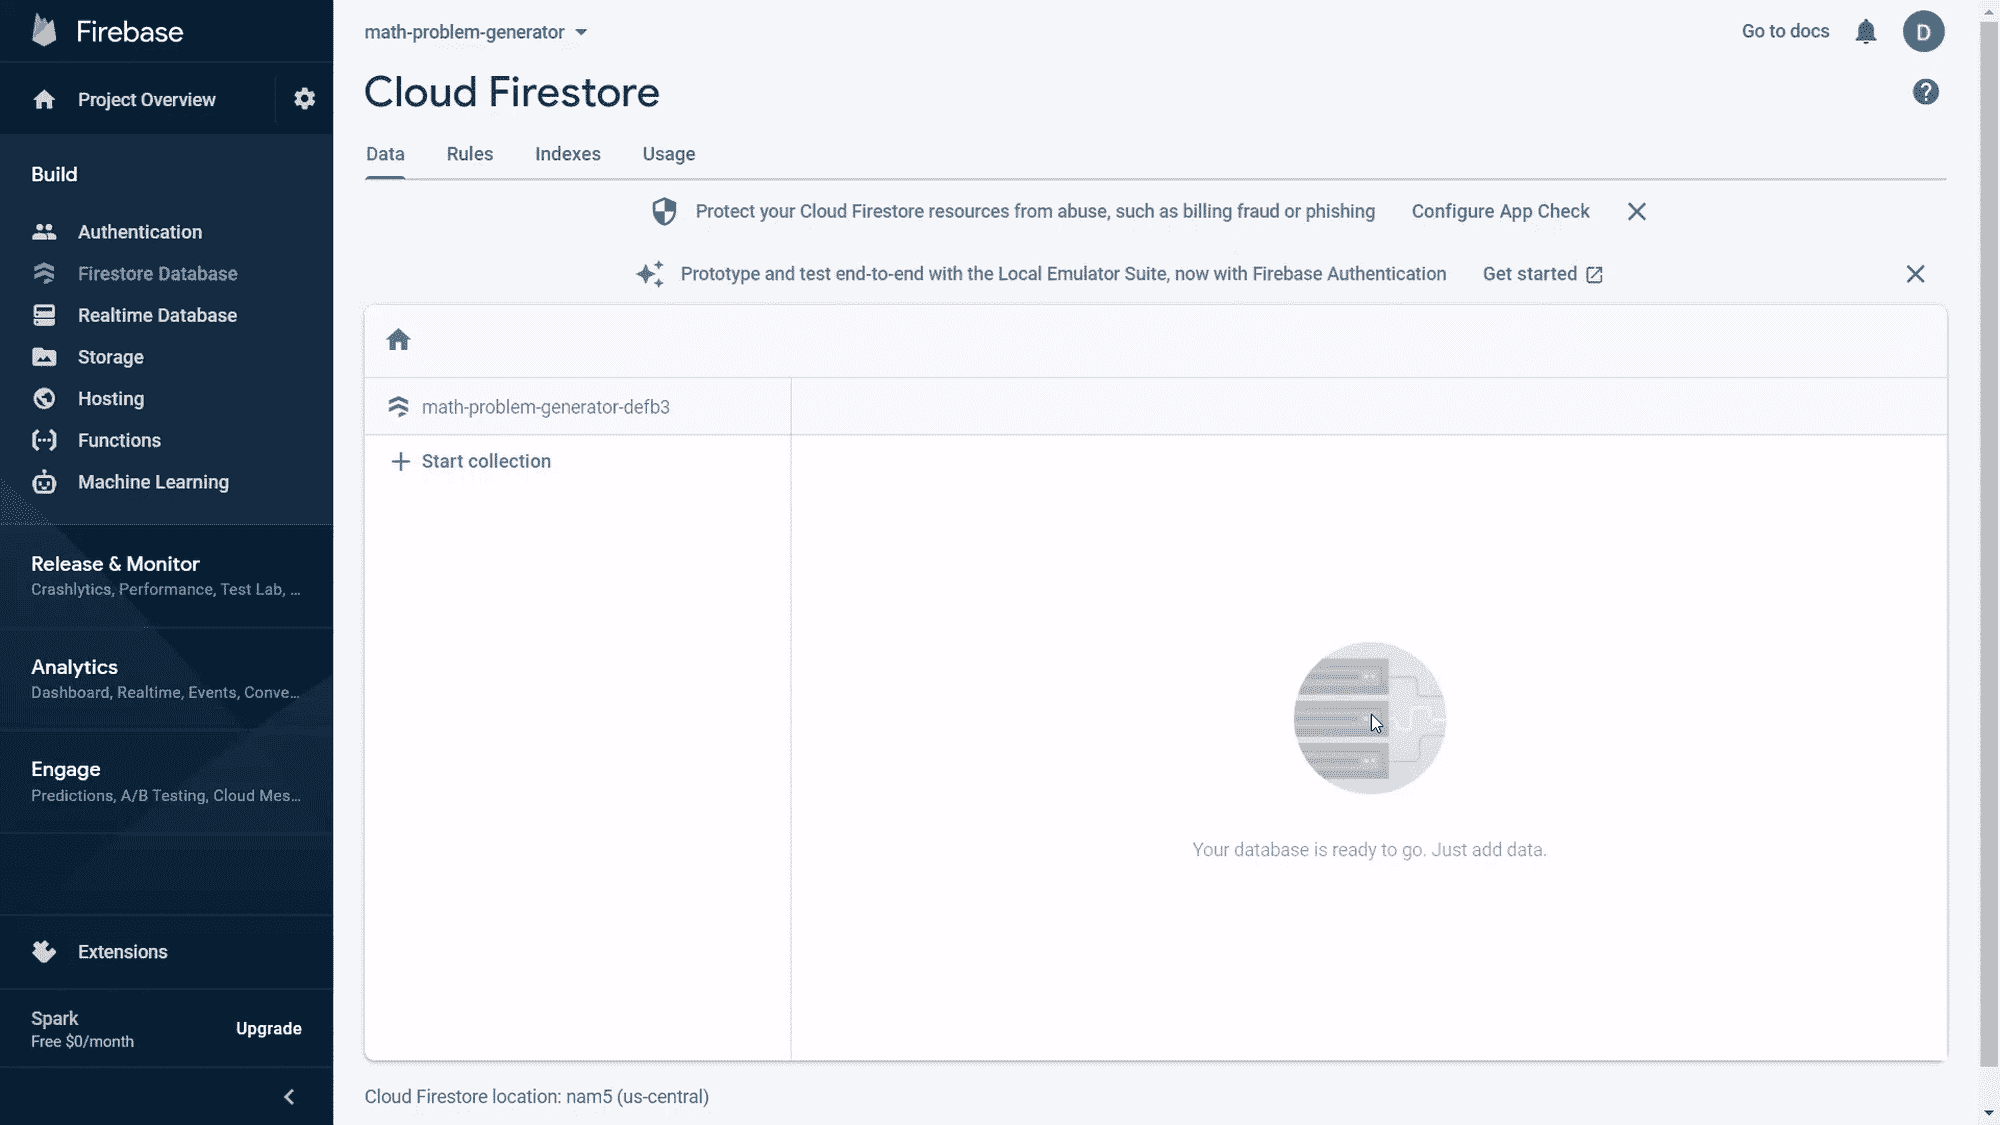 Firebase
Project Overview
Build
Authentication
Firestore Database
Realtime Database
Storage
Hosting
Functions
Machine Learning
Release & Monitor
Crashlytics, Performance, Test Lab, ...
Analytics
Dashboard, Realtime, Events, Conve...
Engage
Predictions, A/B Testing, Cloud Mes...
Extensions
Spark
Free $0/month
Upgrade
math-problem-generator
Go to docs
D
Cloud Firestore
Data Rules Indexes Usage
Protect your Cloud Firestore resources from abuse, such as billing fraud or phishing Configure App Check
Prototype and test end-to-end with the Local Emulator Suite, now with Firebase Authentication Get started
math-problem-generator-defb3
Start collection
Your database is ready to go. Just add data.
Cloud Firestore location: nam5 (us-central)